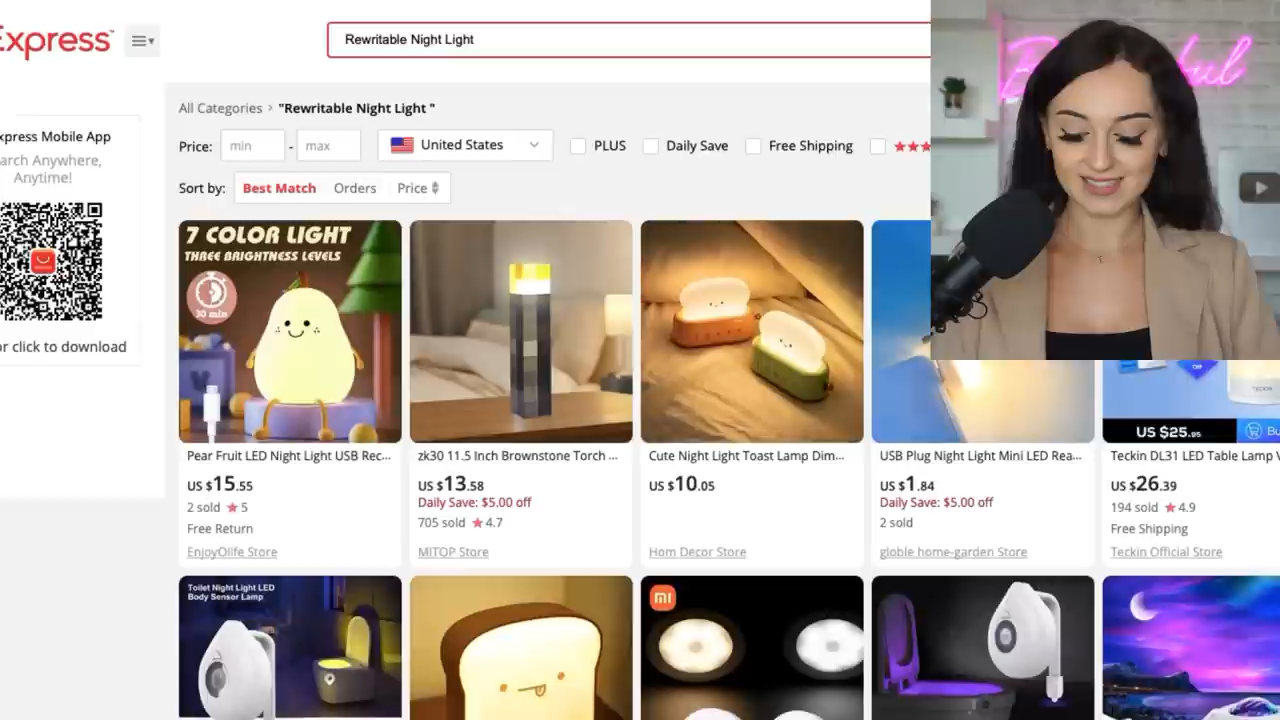 Express™
Rewritable Night Light
All Categories > "Rewritable Night Light "
xpress Mobile App
arch Anywhere,
Anytime!
or click to download
Price: min - max United States PLUS Daily Save Free Shipping
Sort by: Best Match Orders Price
7 COLOR LIGHT
THREE BRIGHTNESS LEVELS
30 min
Pear Fruit LED Night Light USB Rec...
US $15.55
2 sold ★ 5
Free Return
EnjoyOlife Store
zk30 11.5 Inch Brownstone Torch ...
US $13.58
Daily Save: $5.00 off
705 sold ★ 4.7
MITOP Store
Cute Night Light Toast Lamp Dim...
US $10.05
Hom Decor Store
USB Plug Night Light Mini LED Rea...
US $1.84
Daily Save: $5.00 off
2 sold
globle home-garden Store
TECKIN
US $25.95 Bu
Teckin DL31 LED Table Lamp V
US $26.39
194 sold ★ 4.9
Free Shipping
Teckin Official Store
Toilet Night Light LED
Body Sensor Lamp
mi